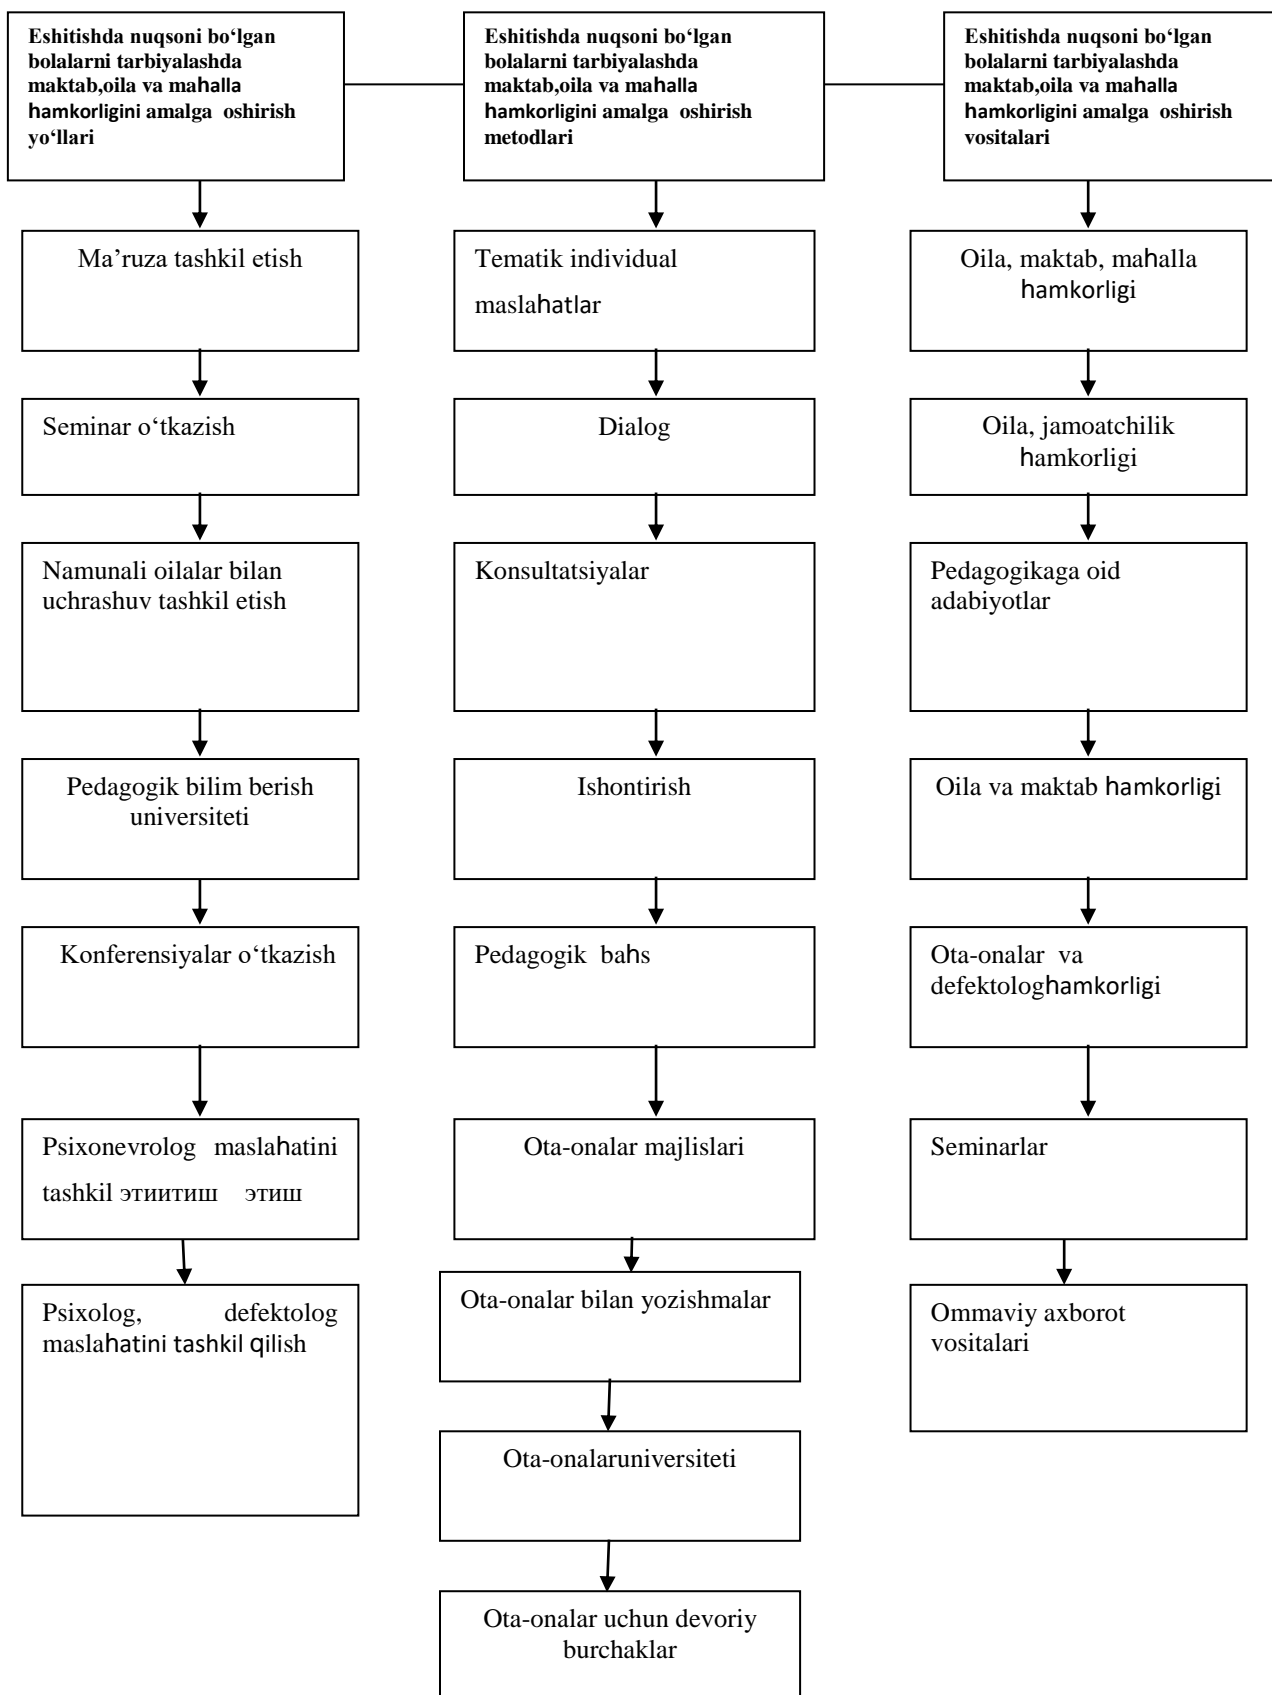 Eshitishda nuqsoni bo‘lgan
bolalarni tarbiyalashda
maktab,oila va mahalla
hamkorligini amalga oshirish
yo‘llari
Eshitishda nuqsoni bo‘lgan
bolalarni tarbiyalashda
maktab,oila va mahalla
hamkorligini amalga oshirish
metodlari
Eshitishda nuqsoni bo‘lgan
bolalarni tarbiyalashda
maktab,oila va mahalla
hamkorligini amalga oshirish
vositalari
Ma’ruza tashkil etish
Tematik individual
maslahatlar
Oila, maktab, mahalla
hamkorligi
Seminar o‘tkazish
Dialog
Oila, jamoatchilik
hamkorligi
Namunali oilalar bilan
uchrashuv tashkil etish
Konsultatsiyalar
Pedagogikaga oid
adabiyotlar
Pedagogik bilim berish
universiteti
Ishontirish
Oila va maktab hamkorligi
Konferensiyalar o‘tkazish
Pedagogik bahs
Ota-onalar va
defektologhamkorligi
Psixonevrolog maslahatini
tashkil этиитиш этиш
Ota-onalar majlislari
Seminarlar
Psixolog, defektolog
maslahatini tashkil qilish
Ota-onalar bilan yozishmalar
Ommaviy axborot
vositalari
Ota-onalaruniversiteti
Ota-onalar uchun devoriy
burchaklar